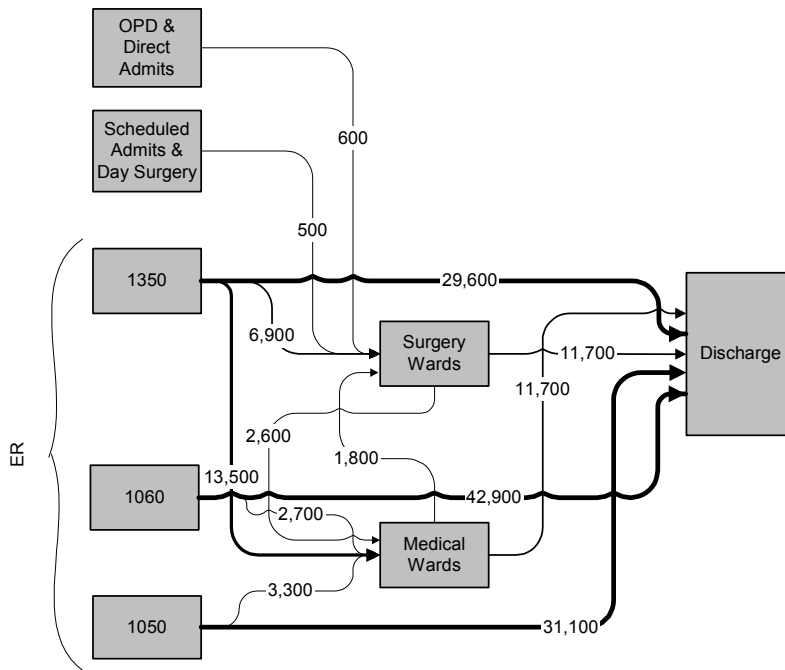 OPD &
Direct
Admits
Scheduled
Admits &
Day Surgery
600
500
1350
29,600
6,900
Surgery
Wards
11,700
Discharge
11,700
2,600
1,800
ER
13,500
1060
42,900
2,700
Medical
Wards
3,300
1050
31,100